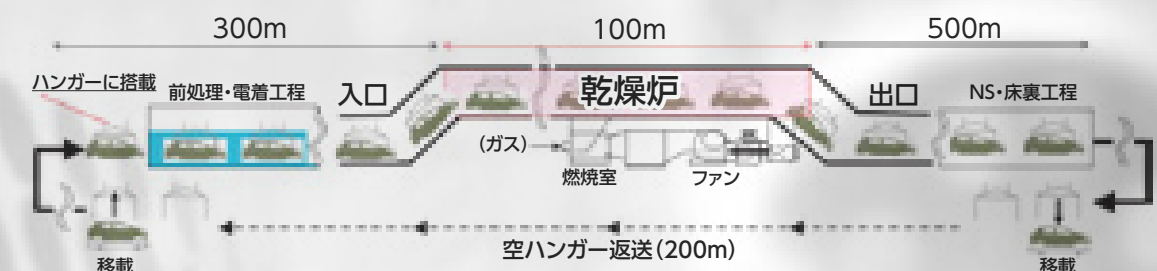 300m
100m
500m
ハンガーに搭載
前処理・電着工程
入口
乾燥炉
出口
NS・床裏工程
(ガス)
燃焼室
ファン
空ハンガー返送(200m)
移載
移載